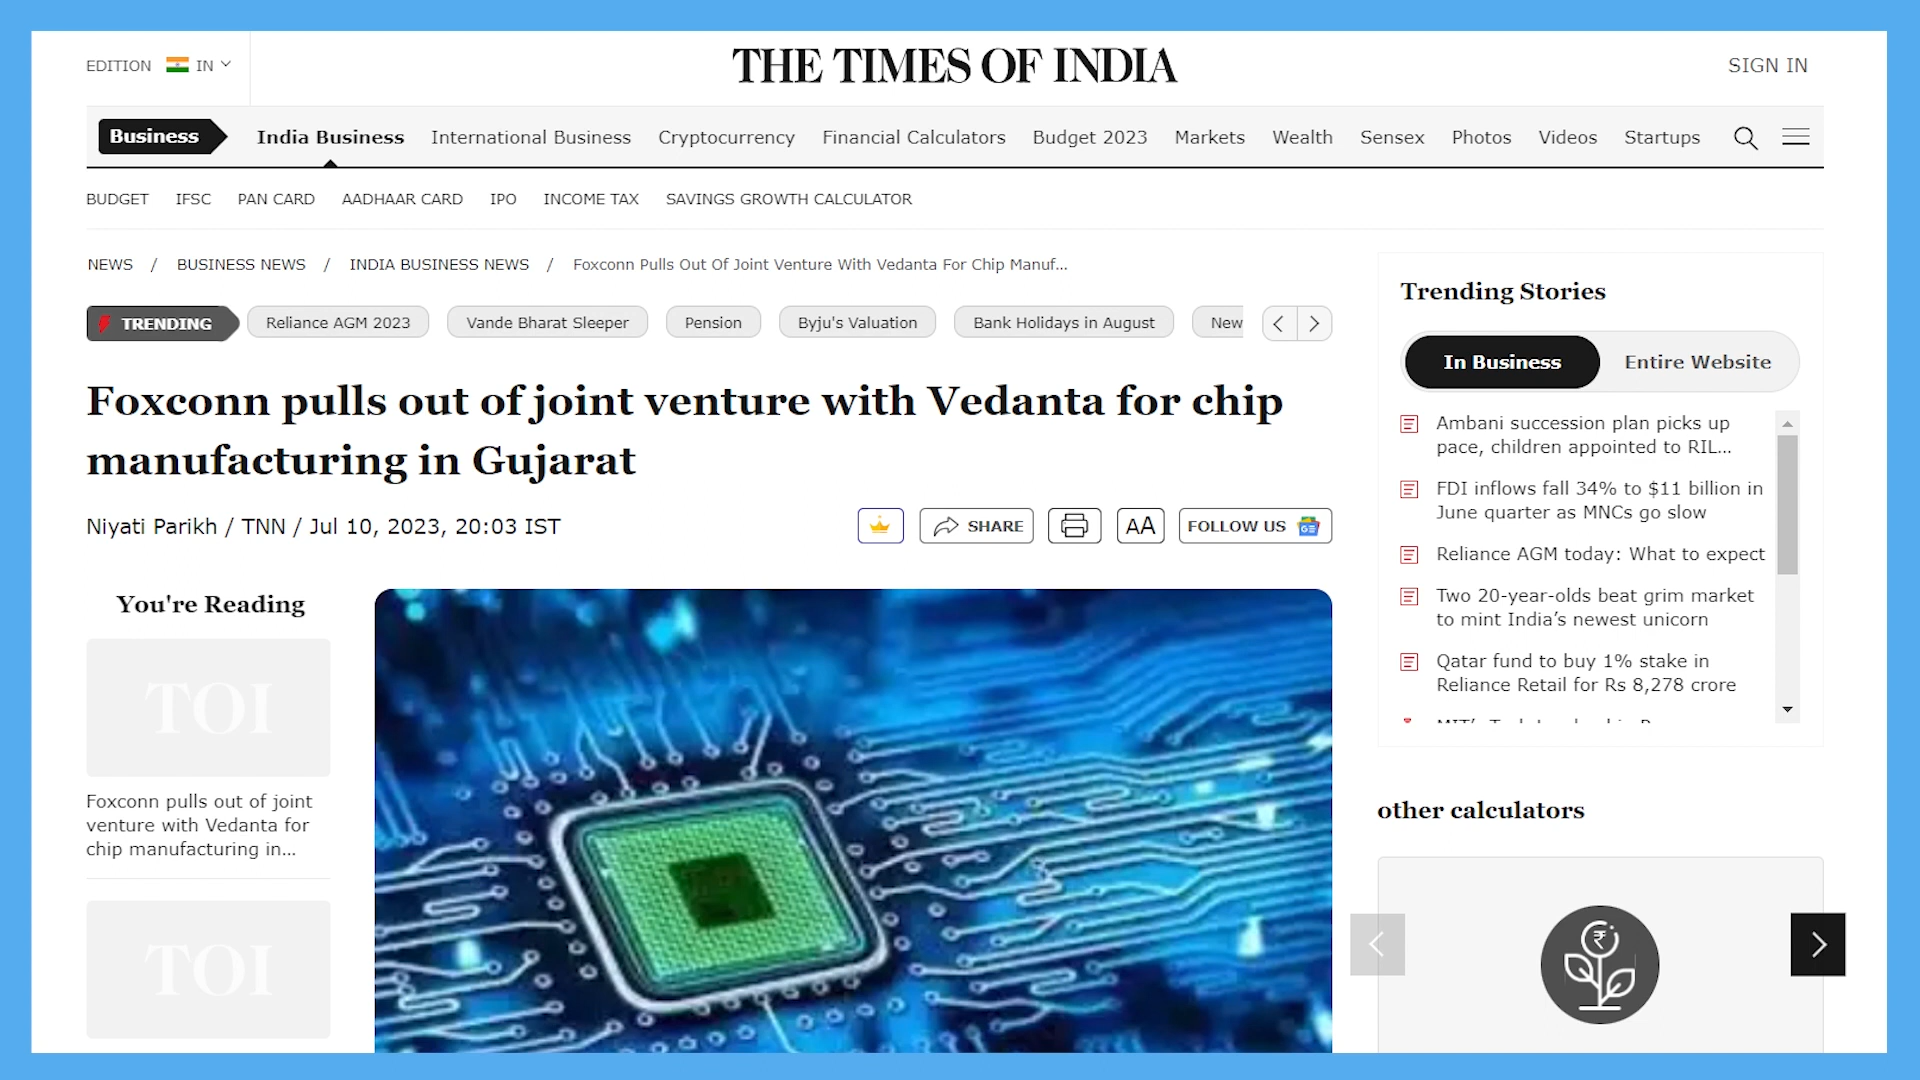 EDITION IN
THE TIMES OF INDIA
SIGN IN
Business India Business International Business Cryptocurrency Financial Calculators Budget 2023 Markets Wealth Sensex Photos Videos Startups
BUDGET IFSC PAN CARD AADHAAR CARD IPO INCOME TAX SAVINGS GROWTH CALCULATOR
NEWS / BUSINESS NEWS / INDIA BUSINESS NEWS / Foxconn Pulls Out Of Joint Venture With Vedanta For Chip Manuf...
TRENDING Reliance AGM 2023 Vande Bharat Sleeper Pension Byju's Valuation Bank Holidays in August New
Foxconn pulls out of joint venture with Vedanta for chip
manufacturing in Gujarat
Niyati Parikh / TNN / Jul 10, 2023, 20:03 IST
SHARE AA FOLLOW US GE
You're Reading
TOI
Foxconn pulls out of joint
venture with Vedanta for
chip manufacturing in...
TOI
Trending Stories
In Business Entire Website
Ambani succession plan picks up
pace, children appointed to RIL...
FDI inflows fall 34% to $11 billion in
June quarter as MNCs go slow
Reliance AGM today: What to expect
Two 20-year-olds beat grim market
to mint India’s newest unicorn
Qatar fund to buy 1% stake in
Reliance Retail for Rs 8,278 crore
other calculators
₹